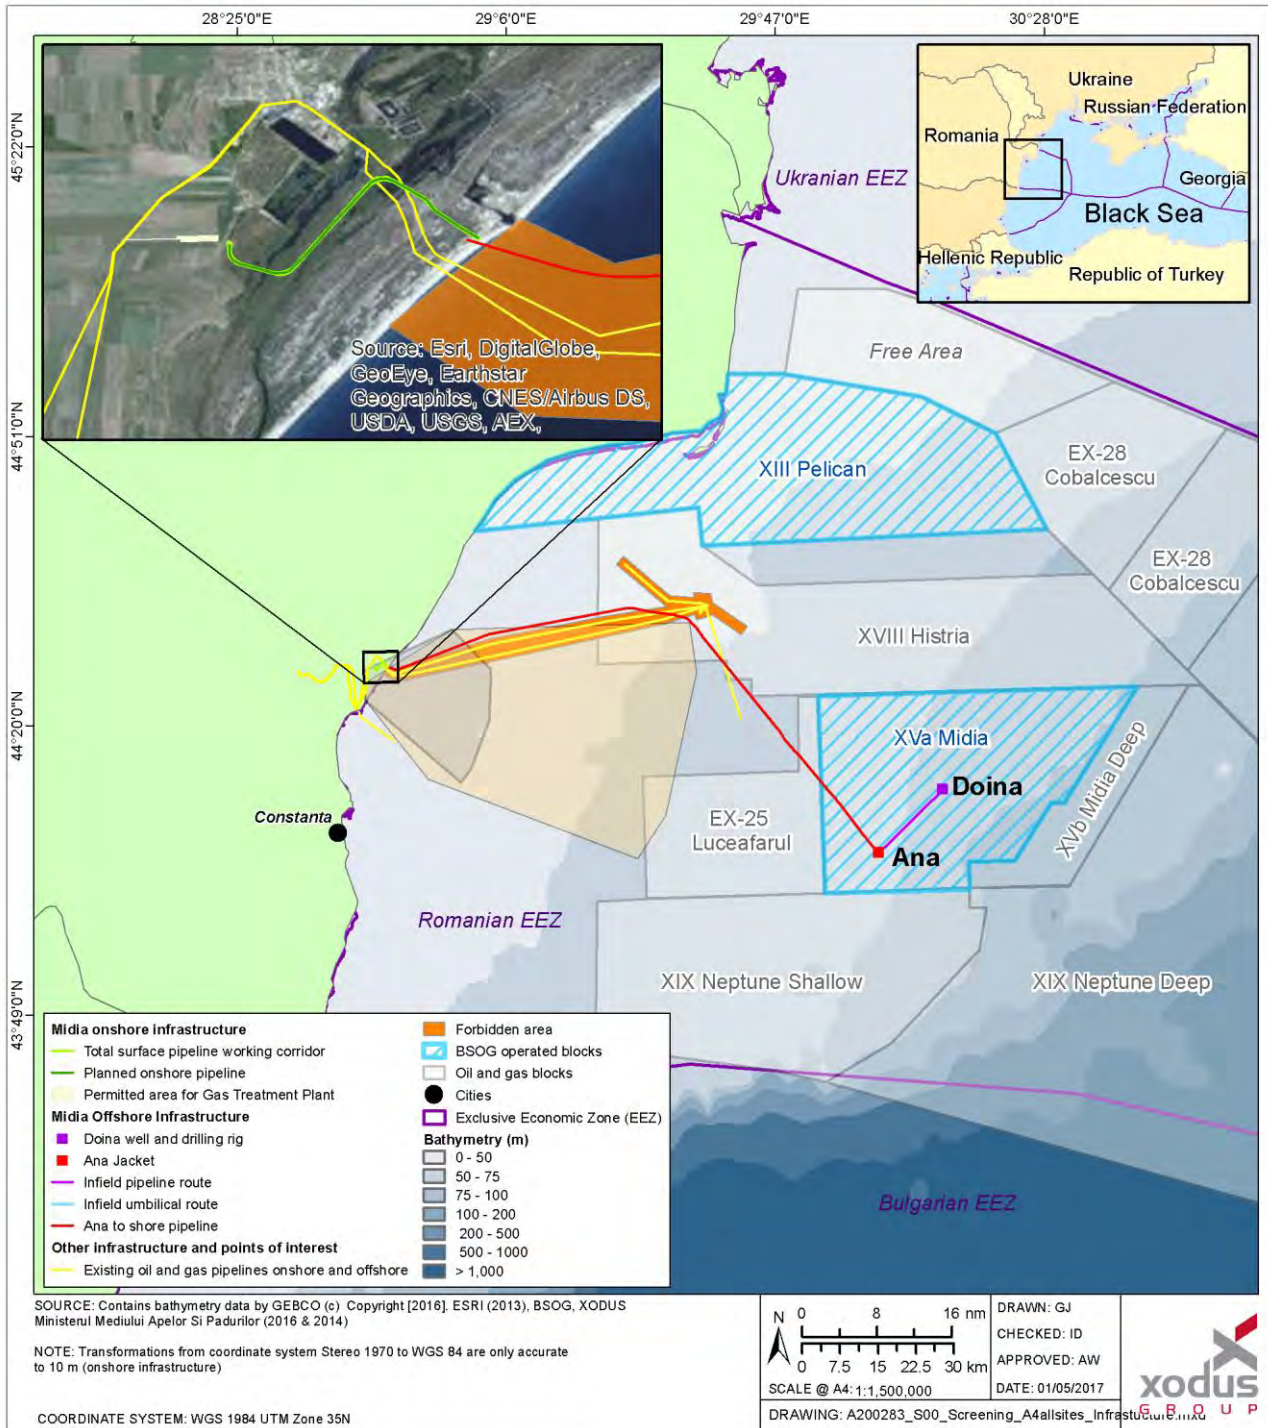 28°25'0"E
29°6'0"E
29°47'0"E
30°28'0"E
45°22'0"N
44°51'0"N
44°20'0"N
43°49'0"N
Source: Esri, DigitalGlobe,
GeoEye, Earthstar
Geographics, CNES/Airbus DS,
USDA, USGS, AEX,
Ukraine
Russian Federation
Romania
Georgia
Black Sea
Hellenic Republic
Republic of Turkey
Ukranian EEZ
Free Area
XIII Pelican
EX-28
Cobalcescu
EX-28
Cobalcescu
XVIII Histria
XVa Midia
Doina
XVb Midia Deep
Ana
EX-25
Luceafarul
Constanta
Romanian EEZ
XIX Neptune Shallow
XIX Neptune Deep
Bulgarian EEZ
Midia onshore infrastructure
Total surface pipeline working corridor
Planned onshore pipeline
Permitted area for Gas Treatment Plant
Midia Offshore Infrastructure
Doina well and drilling rig
Ana Jacket
Infield pipeline route
Infield umbilical route
Ana to shore pipeline
Other infrastructure and points of interest
Existing oil and gas pipelines onshore and offshore
Forbidden area
BSOG operated blocks
Oil and gas blocks
Cities
Exclusive Economic Zone (EEZ)
Bathymetry (m)
0 - 50
50 - 75
75 - 100
100 - 200
200 - 500
500 - 1000
> 1,000
SOURCE: Contains bathymetry data by GEBCO (c) Copyright [2016]. ESRI (2013), BSOG, XODUS
Ministerul Mediului Apelor Si Padurilor (2016 & 2014)
NOTE: Transformations from coordinate system Stereo 1970 to WGS 84 are only accurate
to 10 m (onshore infrastructure)
COORDINATE SYSTEM: WGS 1984 UTM Zone 35N
N
0 8 16 nm
0 7.5 15 22.5 30 km
SCALE @ A4: 1:1,500,000
DRAWN: GJ
CHECKED: ID
APPROVED: AW
DATE: 01/05/2017
DRAWING: A200283_S00_Screening_A4allsites_Infrastucture.mxd
xodus
GROUP